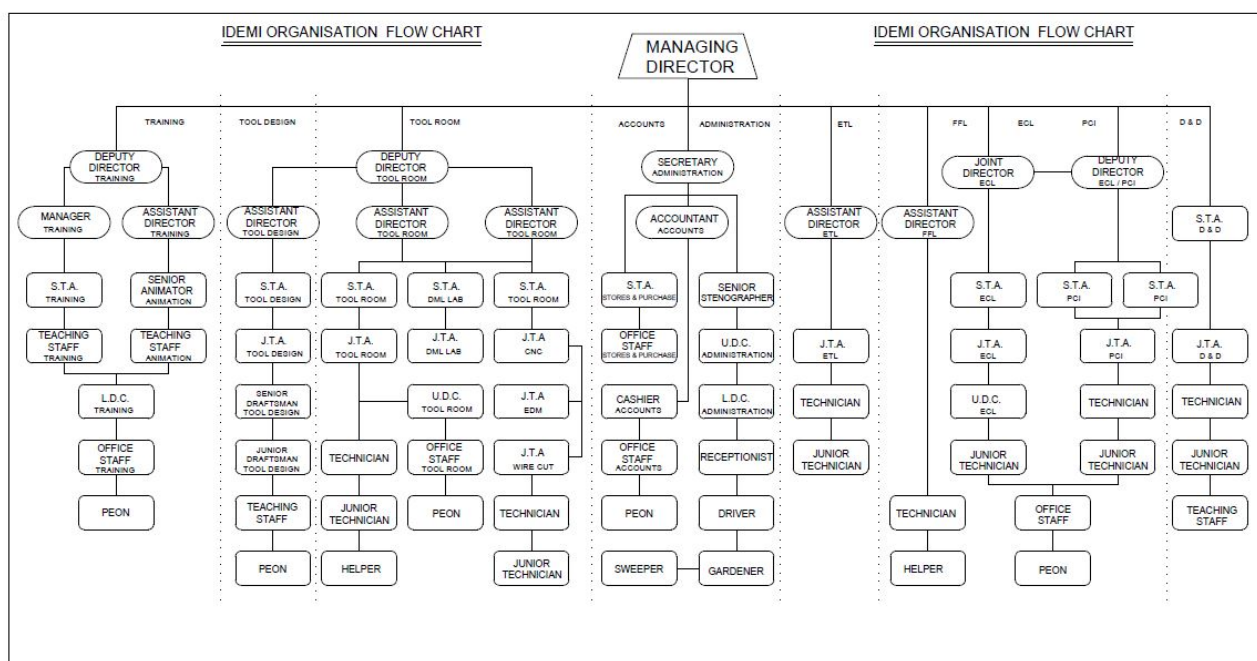 IDEMI ORGANISATION FLOW CHART
IDEMI ORGANISATION FLOW CHART
MANAGING
DIRECTOR
TRAINING
TOOL DESIGN
TOOL ROOM
ACCOUNTS
ADMINISTRATION
ETL
FFL
ECL
PCI
D & D
DEPUTY
DIRECTOR
TRAINING
DEPUTY
DIRECTOR
TOOL ROOM
SECRETARY
ADMINISTRATION
JOINT
DIRECTOR
ECL
DEPUTY
DIRECTOR
ECL / PCI
MANAGER
TRAINING
ASSISTANT
DIRECTOR
TRAINING
ASSISTANT
DIRECTOR
TOOL DESIGN
ASSISTANT
DIRECTOR
TOOL ROOM
ASSISTANT
DIRECTOR
TOOL ROOM
ACCOUNTANT
ACCOUNTS
ASSISTANT
DIRECTOR
ETL
ASSISTANT
DIRECTOR
FFL
S.T.A.
D & D
S.T.A.
TRAINING
SENIOR
ANIMATOR
ANIMATION
S.T.A.
TOOL DESIGN
S.T.A.
TOOL ROOM
S.T.A.
DML LAB
S.T.A.
TOOL ROOM
S.T.A.
STORES & PURCHASE
SENIOR
STENOGRAPHER
S.T.A.
ECL
S.T.A.
PCI
S.T.A.
PCI
TEACHING
STAFF
TRAINING
TEACHING
STAFF
ANIMATION
J.T.A.
TOOL DESIGN
J.T.A.
TOOL ROOM
J.T.A.
DML LAB
J.T.A
CNC
OFFICE
STAFF
STORES & PURCHASE
U.D.C.
ADMINISTRATION
J.T.A.
ETL
J.T.A.
ECL
J.T.A.
PCI
J.T.A.
D & D
L.D.C.
TRAINING
SENIOR
DRAFTSMAN
TOOL DESIGN
U.D.C.
TOOL ROOM
J.T.A
EDM
CASHIER
ACCOUNTS
L.D.C.
ADMINISTRATION
TECHNICIAN
U.D.C.
ECL
TECHNICIAN
TECHNICIAN
OFFICE
STAFF
TRAINING
JUNIOR
DRAFTSMAN
TOOL DESIGN
TECHNICIAN
OFFICE
STAFF
TOOL ROOM
J.T.A
WIRE CUT
OFFICE
STAFF
ACCOUNTS
RECEPTIONIST
JUNIOR
TECHNICIAN
JUNIOR
TECHNICIAN
JUNIOR
TECHNICIAN
JUNIOR
TECHNICIAN
PEON
TEACHING
STAFF
JUNIOR
TECHNICIAN
PEON
TECHNICIAN
PEON
DRIVER
TECHNICIAN
OFFICE
STAFF
TEACHING
STAFF
PEON
HELPER
JUNIOR
TECHNICIAN
SWEEPER
GARDENER
HELPER
PEON